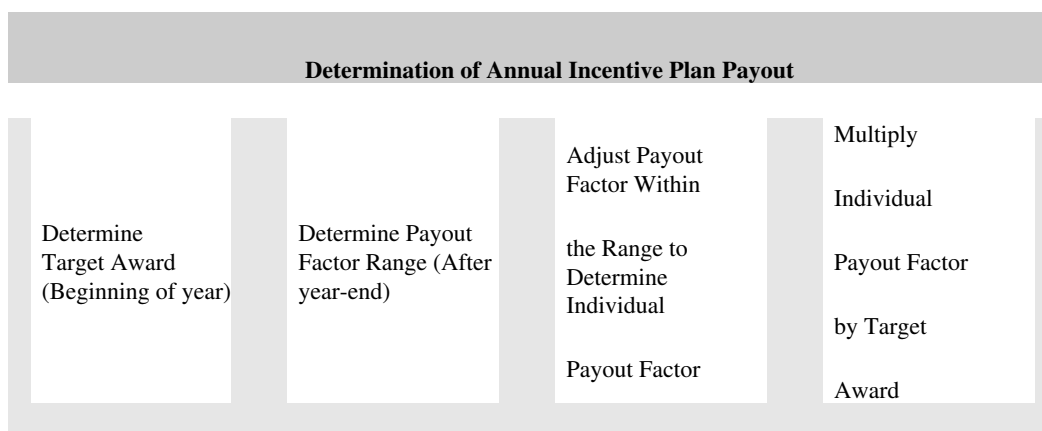 Determination of Annual Incentive Plan Payout
Determine
Target Award
(Beginning of year)
Determine Payout
Factor Range (After
year-end)
Adjust Payout
Factor Within
the Range to
Determine
Individual
Payout Factor
Multiply
Individual
Payout Factor
by Target
Award